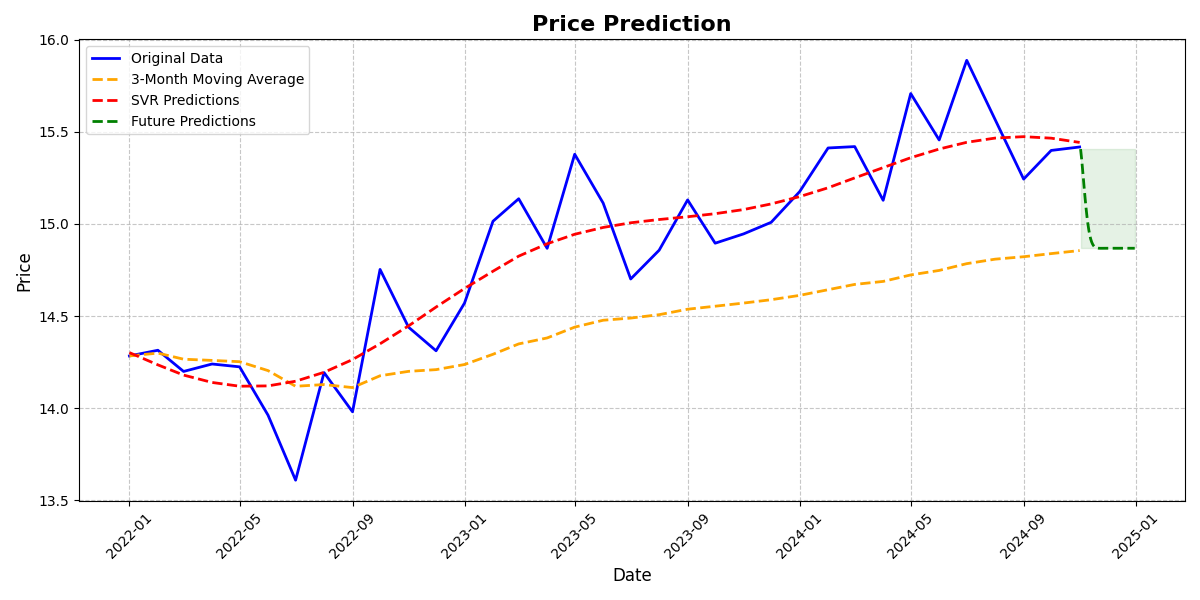 Price Prediction
Original Data
3-Month Moving Average
SVR Predictions
Future Predictions
Price
16.0
15.5
15.0
14.5
14.0
13.5
2022-01
2022-05
2022-09
2023-01
2023-05
2023-09
2024-01
2024-05
2024-09
2025-01
Date